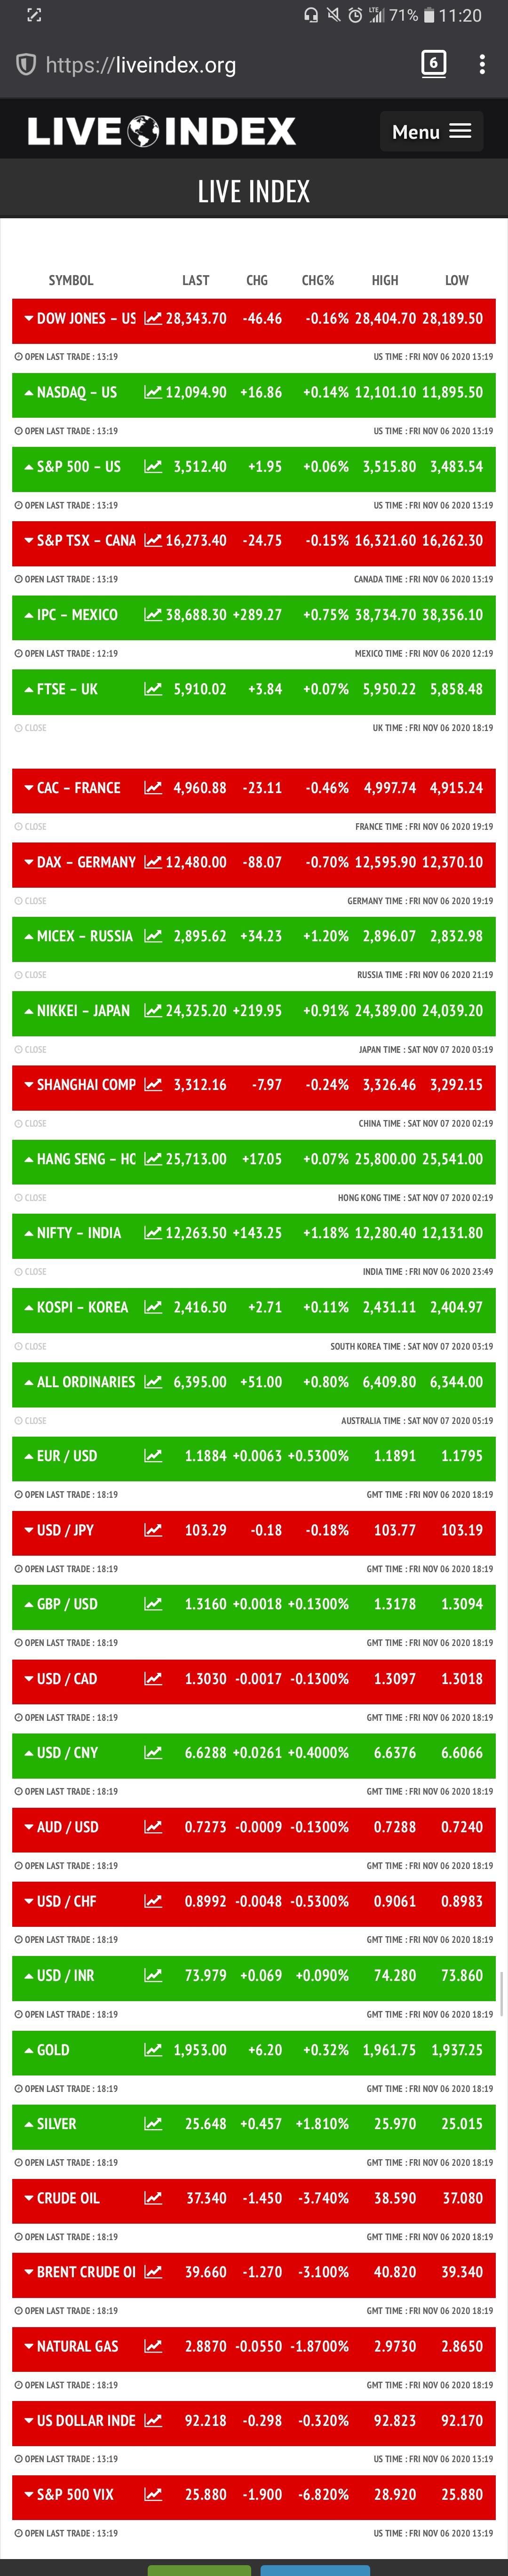 LTE 71% 11:20
https://liveindex.org 6
LIVE INDEX Menu
LIVE INDEX
SYMBOL LAST CHG CHG% HIGH LOW
DOW JONES – US 28,343.70 -46.46 -0.16% 28,404.70 28,189.50
OPEN LAST TRADE : 13:19 US TIME : FRI NOV 06 2020 13:19
NASDAQ – US 12,094.90 +16.86 +0.14% 12,101.10 11,895.50
OPEN LAST TRADE : 13:19 US TIME : FRI NOV 06 2020 13:19
S&P 500 – US 3,512.40 +1.95 +0.06% 3,515.80 3,483.54
OPEN LAST TRADE : 13:19 US TIME : FRI NOV 06 2020 13:19
S&P TSX – CANA 16,273.40 -24.75 -0.15% 16,321.60 16,262.30
OPEN LAST TRADE : 13:19 CANADA TIME : FRI NOV 06 2020 13:19
IPC – MEXICO 38,688.30 +289.27 +0.75% 38,734.70 38,356.10
OPEN LAST TRADE : 12:19 MEXICO TIME : FRI NOV 06 2020 12:19
FTSE – UK 5,910.02 +3.84 +0.07% 5,950.22 5,858.48
CLOSE UK TIME : FRI NOV 06 2020 18:19
CAC – FRANCE 4,960.88 -23.11 -0.46% 4,997.74 4,915.24
CLOSE FRANCE TIME : FRI NOV 06 2020 19:19
DAX – GERMANY 12,480.00 -88.07 -0.70% 12,595.90 12,370.10
CLOSE GERMANY TIME : FRI NOV 06 2020 19:19
MICEX – RUSSIA 2,895.62 +34.23 +1.20% 2,896.07 2,832.98
CLOSE RUSSIA TIME : FRI NOV 06 2020 21:19
NIKKEI – JAPAN 24,325.20 +219.95 +0.91% 24,389.00 24,039.20
CLOSE JAPAN TIME : SAT NOV 07 2020 03:19
SHANGHAI COMP 3,312.16 -7.97 -0.24% 3,326.46 3,292.15
CLOSE CHINA TIME : SAT NOV 07 2020 02:19
HANG SENG – HC 25,713.00 +17.05 +0.07% 25,800.00 25,541.00
CLOSE HONG KONG TIME : SAT NOV 07 2020 02:19
NIFTY – INDIA 12,263.50 +143.25 +1.18% 12,280.40 12,131.80
CLOSE INDIA TIME : FRI NOV 06 2020 23:49
KOSPI – KOREA 2,416.50 +2.71 +0.11% 2,431.11 2,404.97
CLOSE SOUTH KOREA TIME : SAT NOV 07 2020 03:19
ALL ORDINARIES 6,395.00 +51.00 +0.80% 6,409.80 6,344.00
CLOSE AUSTRALIA TIME : SAT NOV 07 2020 05:19
EUR / USD 1.1884 +0.0063 +0.5300% 1.1891 1.1795
OPEN LAST TRADE : 18:19 GMT TIME : FRI NOV 06 2020 18:19
USD / JPY 103.29 -0.18 -0.18% 103.77 103.19
OPEN LAST TRADE : 18:19 GMT TIME : FRI NOV 06 2020 18:19
GBP / USD 1.3160 +0.0018 +0.1300% 1.3178 1.3094
OPEN LAST TRADE : 18:19 GMT TIME : FRI NOV 06 2020 18:19
USD / CAD 1.3030 -0.0017 -0.1300% 1.3097 1.3018
OPEN LAST TRADE : 18:19 GMT TIME : FRI NOV 06 2020 18:19
USD / CNY 6.6288 +0.0261 +0.4000% 6.6376 6.6066
OPEN LAST TRADE : 18:19 GMT TIME : FRI NOV 06 2020 18:19
AUD / USD 0.7273 -0.0009 -0.1300% 0.7288 0.7240
OPEN LAST TRADE : 18:19 GMT TIME : FRI NOV 06 2020 18:19
USD / CHF 0.8992 -0.0048 -0.5300% 0.9061 0.8983
OPEN LAST TRADE : 18:19 GMT TIME : FRI NOV 06 2020 18:19
USD / INR 73.979 +0.069 +0.090% 74.280 73.860
OPEN LAST TRADE : 18:19 GMT TIME : FRI NOV 06 2020 18:19
GOLD 1,953.00 +6.20 +0.32% 1,961.75 1,937.25
OPEN LAST TRADE : 18:19 GMT TIME : FRI NOV 06 2020 18:19
SILVER 25.648 +0.457 +1.810% 25.970 25.015
OPEN LAST TRADE : 18:19 GMT TIME : FRI NOV 06 2020 18:19
CRUDE OIL 37.340 -1.450 -3.740% 38.590 37.080
OPEN LAST TRADE : 18:19 GMT TIME : FRI NOV 06 2020 18:19
BRENT CRUDE OI 39.660 -1.270 -3.100% 40.820 39.340
OPEN LAST TRADE : 18:19 GMT TIME : FRI NOV 06 2020 18:19
NATURAL GAS 2.8870 -0.0550 -1.8700% 2.9730 2.8650
OPEN LAST TRADE : 18:19 GMT TIME : FRI NOV 06 2020 18:19
US DOLLAR INDE 92.218 -0.298 -0.320% 92.823 92.170
OPEN LAST TRADE : 13:19 US TIME : FRI NOV 06 2020 13:19
S&P 500 VIX 25.880 -1.900 -6.820% 28.920 25.880
OPEN LAST TRADE : 13:19 US TIME : FRI NOV 06 2020 13:19